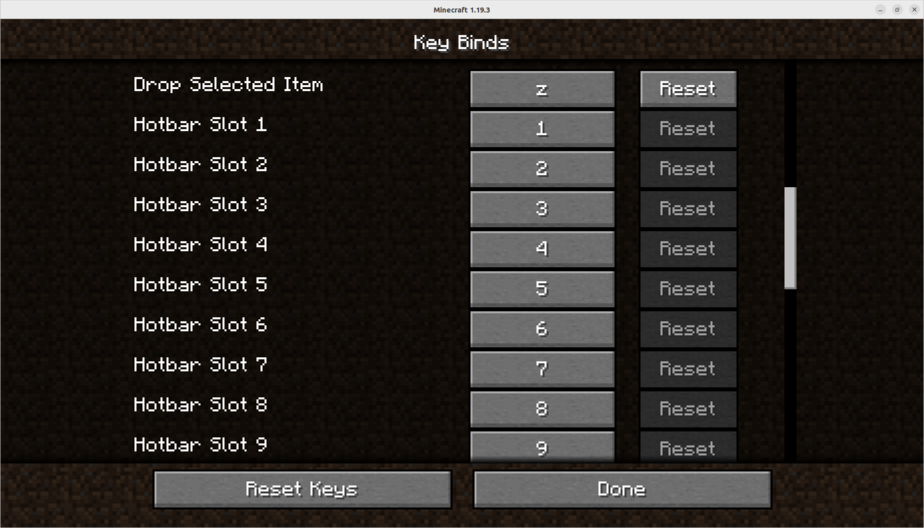 Minecraft 1.19.3
Key Binds
Drop Selected Item z Reset
Hotbar Slot 1 1 Reset
Hotbar Slot 2 2 Reset
Hotbar Slot 3 3 Reset
Hotbar Slot 4 4 Reset
Hotbar Slot 5 5 Reset
Hotbar Slot 6 6 Reset
Hotbar Slot 7 7 Reset
Hotbar Slot 8 8 Reset
Hotbar Slot 9 9 Reset
Reset Keys Done